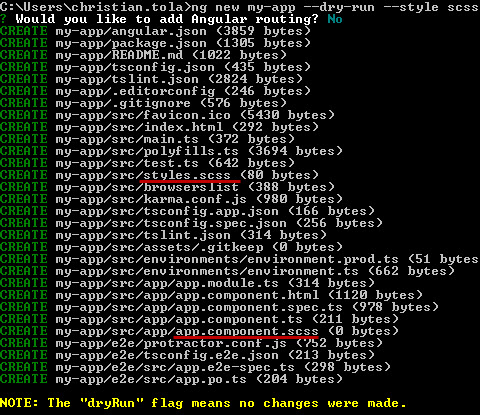 C:\Users\christian.tola>ng new my-app --dry-run --style scss
? Would you like to add Angular routing? No
CREATE my-app/angular.json (3859 bytes)
CREATE my-app/package.json (1305 bytes)
CREATE my-app/README.md (1022 bytes)
CREATE my-app/tsconfig.json (435 bytes)
CREATE my-app/tslint.json (2824 bytes)
CREATE my-app/.editorconfig (246 bytes)
CREATE my-app/.gitignore (576 bytes)
CREATE my-app/src/favicon.ico (5430 bytes)
CREATE my-app/src/index.html (292 bytes)
CREATE my-app/src/main.ts (372 bytes)
CREATE my-app/src/polyfills.ts (3694 bytes)
CREATE my-app/src/test.ts (642 bytes)
CREATE my-app/src/styles.scss (80 bytes)
CREATE my-app/src/browserslist (388 bytes)
CREATE my-app/src/karma.conf.js (980 bytes)
CREATE my-app/src/tsconfig.app.json (166 bytes)
CREATE my-app/src/tsconfig.spec.json (256 bytes)
CREATE my-app/src/tslint.json (314 bytes)
CREATE my-app/src/assets/.gitkeep (0 bytes)
CREATE my-app/src/environments/environment.prod.ts (51 bytes
CREATE my-app/src/environments/environment.ts (662 bytes)
CREATE my-app/src/app/app.module.ts (314 bytes)
CREATE my-app/src/app/app.component.html (1120 bytes)
CREATE my-app/src/app/app.component.spec.ts (978 bytes)
CREATE my-app/src/app/app.component.ts (211 bytes)
CREATE my-app/src/app/app.component.scss (0 bytes)
CREATE my-app/e2e/protractor.conf.js (752 bytes)
CREATE my-app/e2e/tsconfig.e2e.json (213 bytes)
CREATE my-app/e2e/src/app.e2e-spec.ts (298 bytes)
CREATE my-app/e2e/src/app.po.ts (204 bytes)
NOTE: The "dryRun" flag means no changes were made.